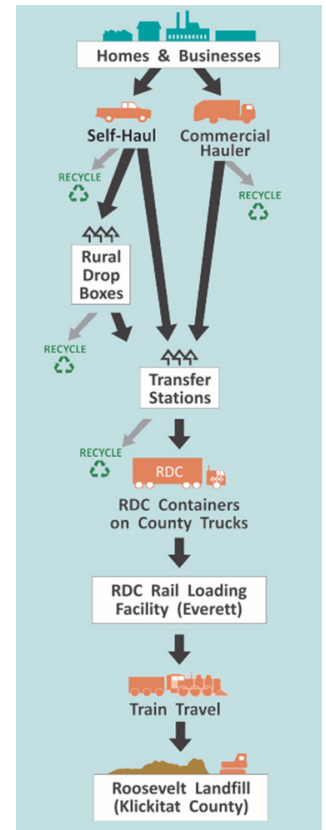 Homes & Businesses
Self-Haul
Commercial
Hauler
RECYCLE
RECYCLE
Rural
Drop
Boxes
RECYCLE
Transfer
Stations
RECYCLE
RDC
RDC Containers
on County Trucks
RDC Rail Loading
Facility (Everett)
Train Travel
Roosevelt Landfill
(Klickitat County)